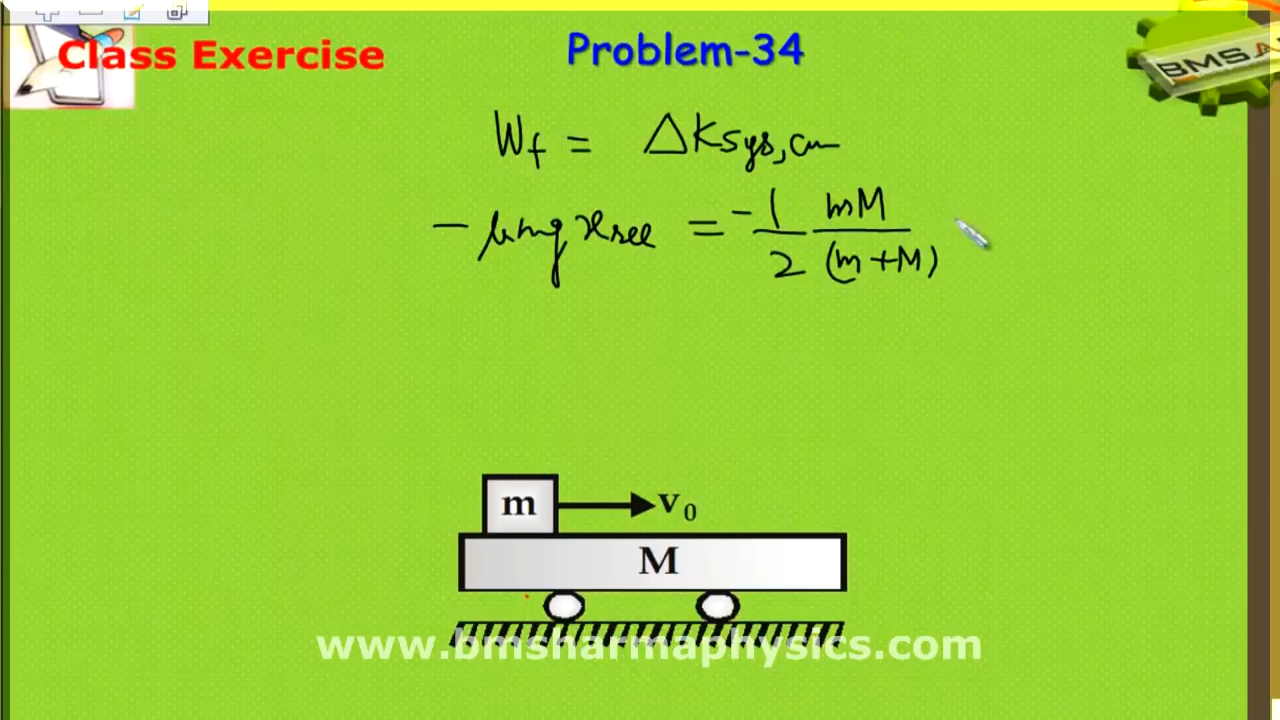 Class Exercise
Problem-34
BMSA
W_f = ΔK_sys,cm
- μmg x_rel = -1/2 mM/(m+M)
m
v₀
M
www.bmsharmaphysics.com